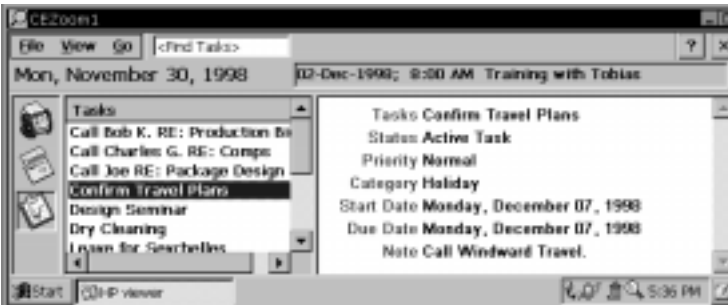 CEZoom1
File View Go <Find Tasks> ?
Mon, November 30, 1998
02-Dec-1998; 8:00 AM Training with Tobias
Tasks
Call Bob K. RE: Production
Call Charles G. RE: Comps
Call Joe RE: Package Design
Confirm Travel Plans
Design Seminar
Dry Cleaning
Leave for Seychelles
Tasks Confirm Travel Plans
Status Active Task
Priority Normal
Category Holiday
Start Date Monday, December 07, 1998
Due Date Monday, December 07, 1998
Note Call Windward Travel.
Start HP viewer 5:36 PM